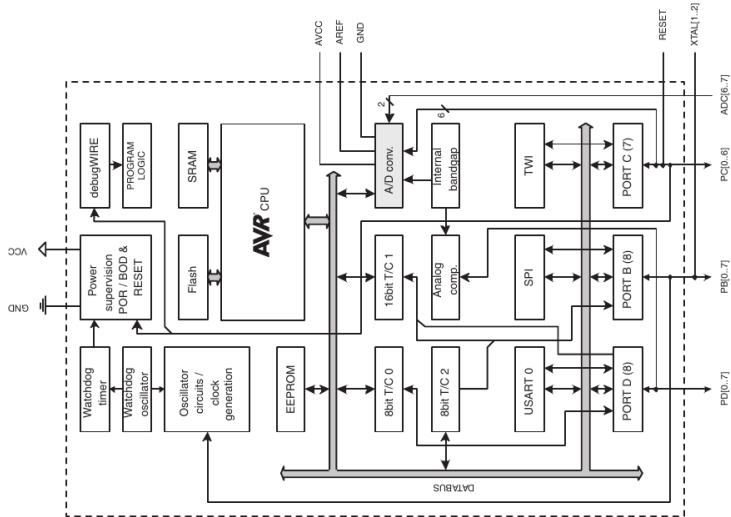 GND
VCC
Watchdog
timer
Power
supervision
POR / BOD &
RESET
debugWIRE
Watchdog
oscillator
PROGRAM
LOGIC
Oscillator
circuits /
clock
generation
Flash
SRAM
AVR CPU
EEPROM
AVCC
AREF
GND
8bit T/C 0
16bit T/C 1
A/D conv.
2
6
8bit T/C 2
Analog
comp.
Internal
bandgap
DATABUS
USART 0
SPI
TWI
PORT D (8)
PORT B (8)
PORT C (7)
RESET
XTAL[1..2]
PD[0..7]
PB[0..7]
PC[0..6]
ADC[6..7]